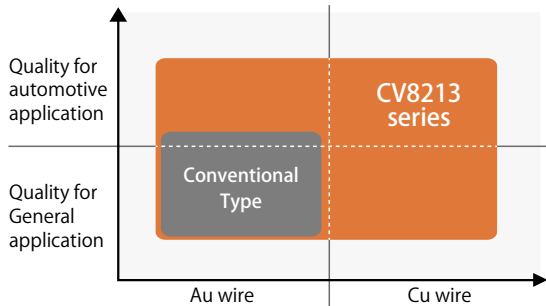 Quality for
automotive
application
CV8213
series
Conventional
Type
Quality for
General
application
Au wire
Cu wire